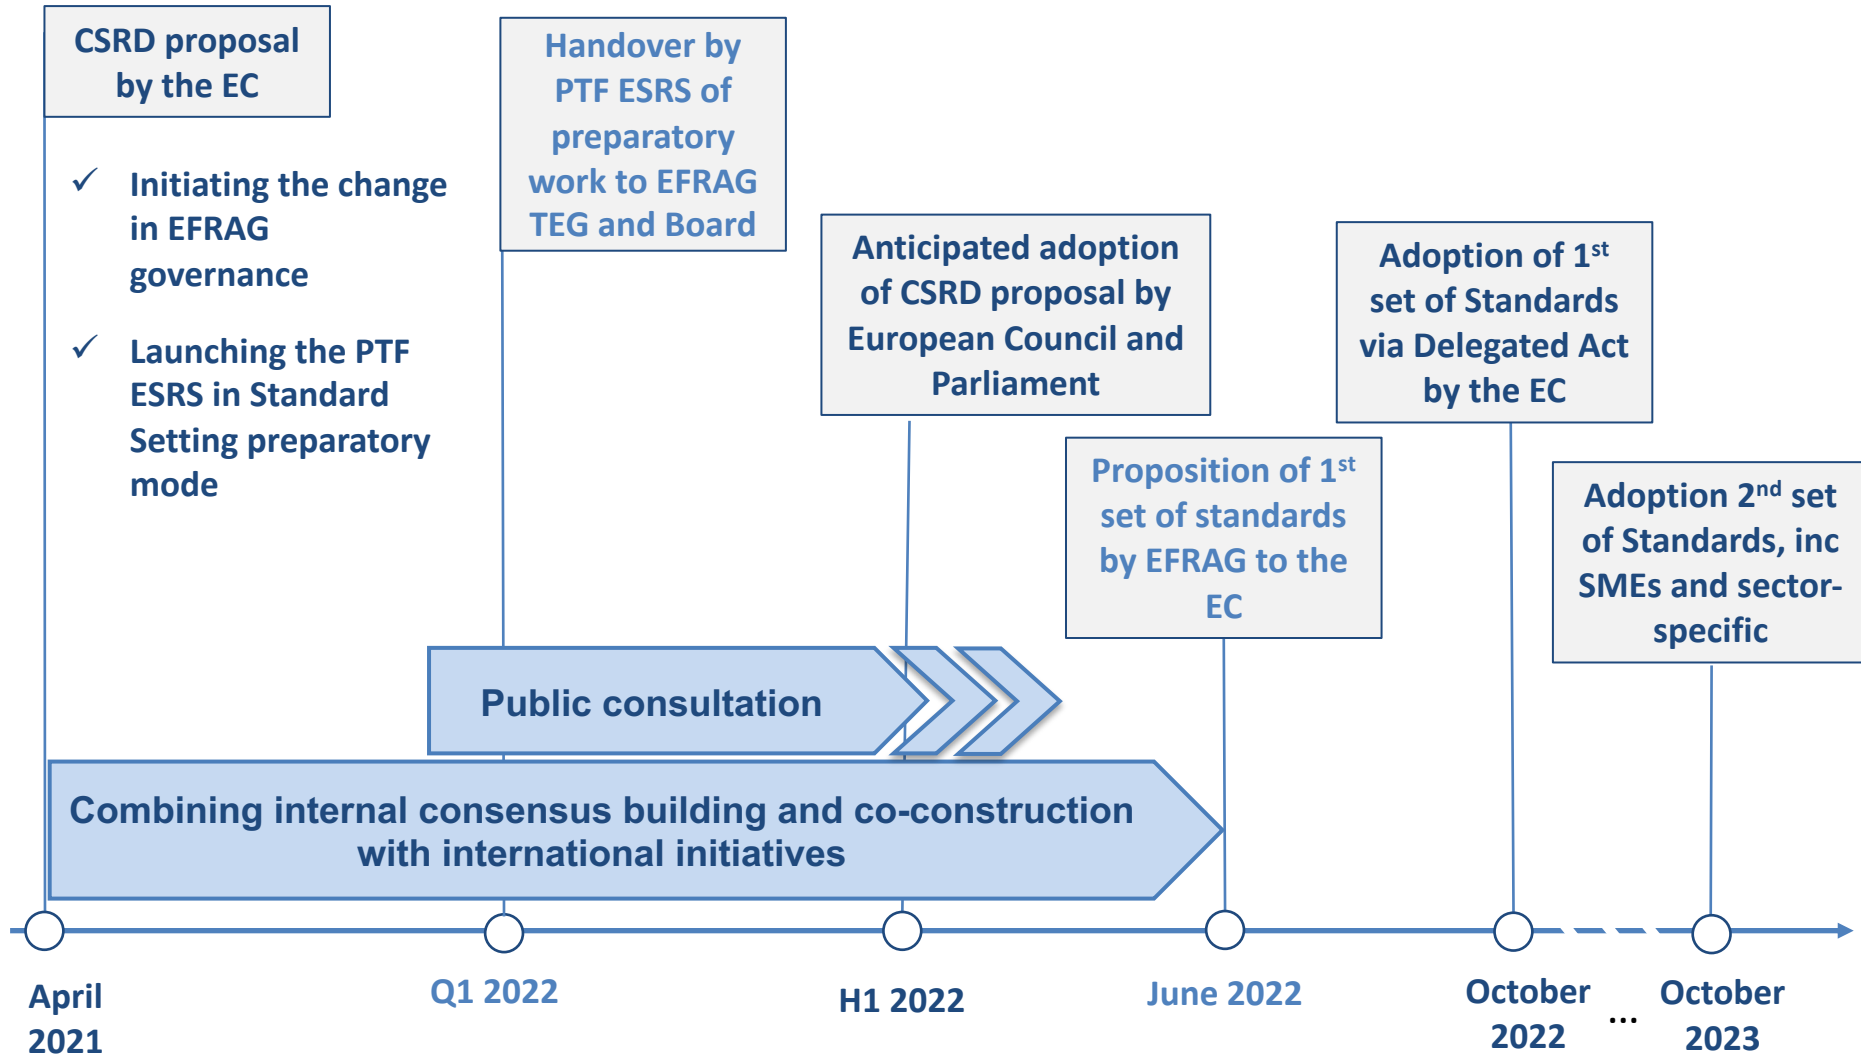 CSRD proposal
by the EC
✓ Initiating the change
in EFRAG
governance
✓ Launching the PTF
ESRS in Standard
Setting preparatory
mode
Handover by
PTF ESRS of
preparatory
work to EFRAG
TEG and Board
Anticipated adoption
of CSRD proposal by
European Council and
Parliament
Proposition of 1st
set of standards
by EFRAG to the
EC
Adoption of 1st
set of Standards
via Delegated Act
by the EC
Adoption 2nd set
of Standards, inc
SMEs and sector-
specific
Public consultation
Combining internal consensus building and co-construction
with international initiatives
April
2021
Q1 2022
H1 2022
June 2022
October
2022
...
October
2023